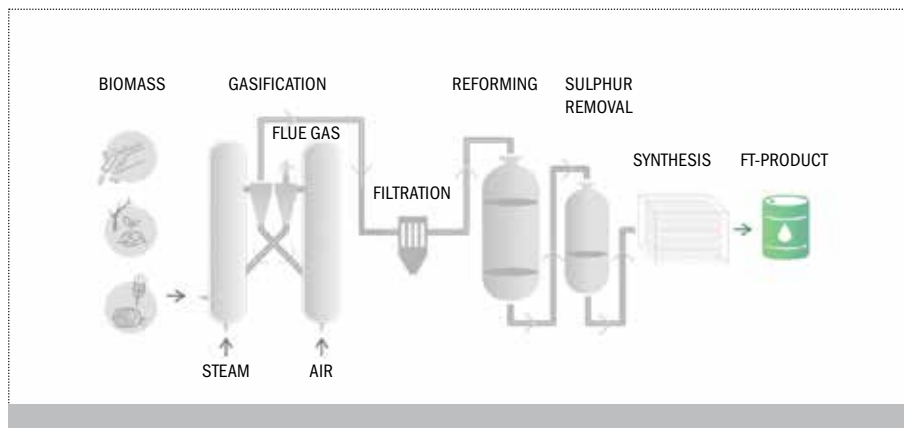 BIOMASS
GASIFICATION
REFORMING
SULPHUR
REMOVAL
FLUE GAS
SYNTHESIS
FT-PRODUCT
FILTRATION
STEAM
AIR